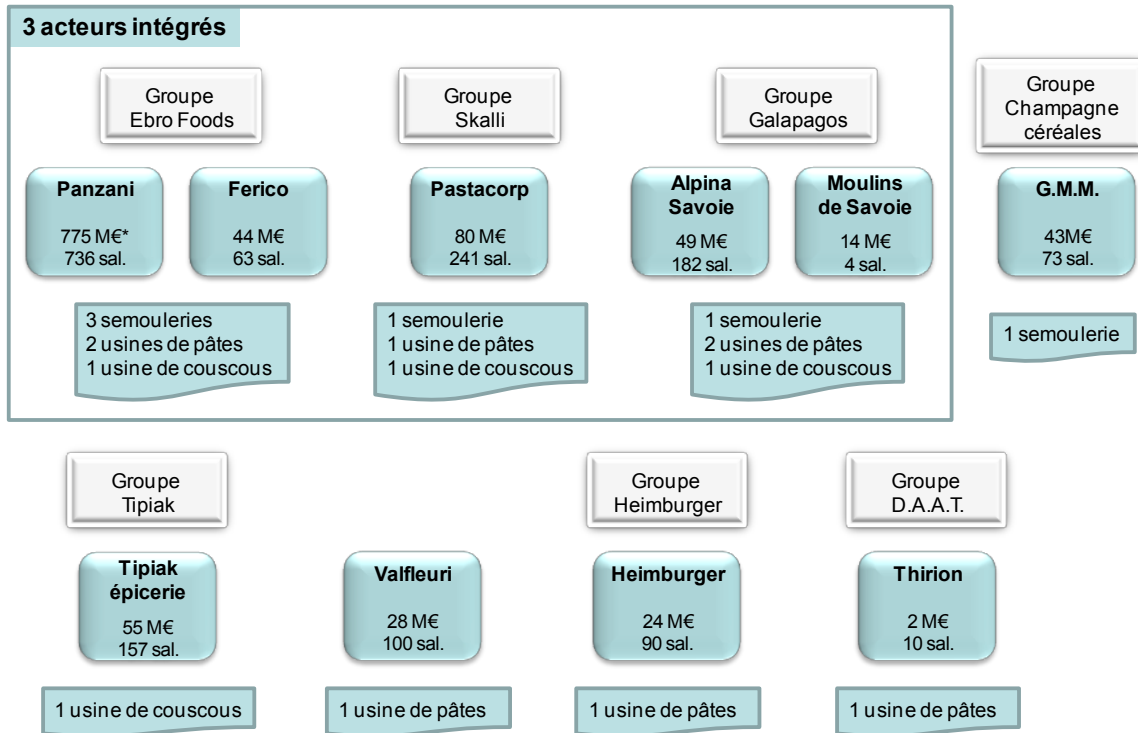 3 acteurs intégrés
Groupe
Ebro Foods
Groupe
Skalli
Groupe
Galapagos
Groupe
Champagne
céréales
Panzani
775 M€*
736 sal.
Ferico
44 M€
63 sal.
Pastacorp
80 M€
241 sal.
Alpina
Savoie
49 M€
182 sal.
Moulins
de Savoie
14 M€
4 sal.
G.M.M.
43M€
73 sal.
3 semouleries
2 usines de pâtes
1 usine de couscous
1 semoulerie
1 usine de pâtes
1 usine de couscous
1 semoulerie
2 usines de pâtes
1 usine de couscous
1 semoulerie
Groupe
Tipiak
Groupe
Heimburger
Groupe
D.A.A.T.
Tipiak
épicerie
55 M€
157 sal.
Valfleuri
28 M€
100 sal.
Heimburger
24 M€
90 sal.
Thirion
2 M€
10 sal.
1 usine de couscous
1 usine de pâtes
1 usine de pâtes
1 usine de pâtes